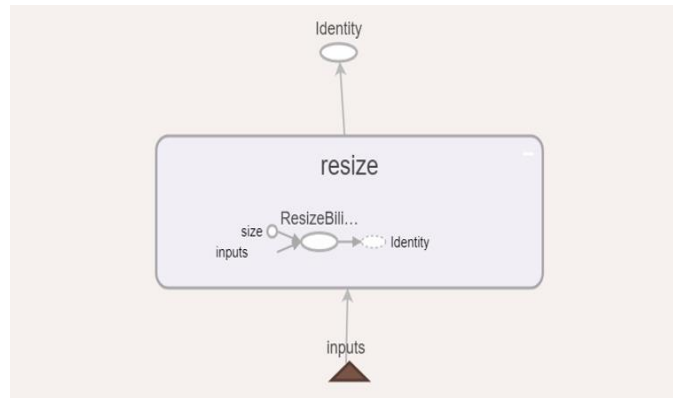 Identity
resize
ResizeBili...
size
inputs
Identity
inputs